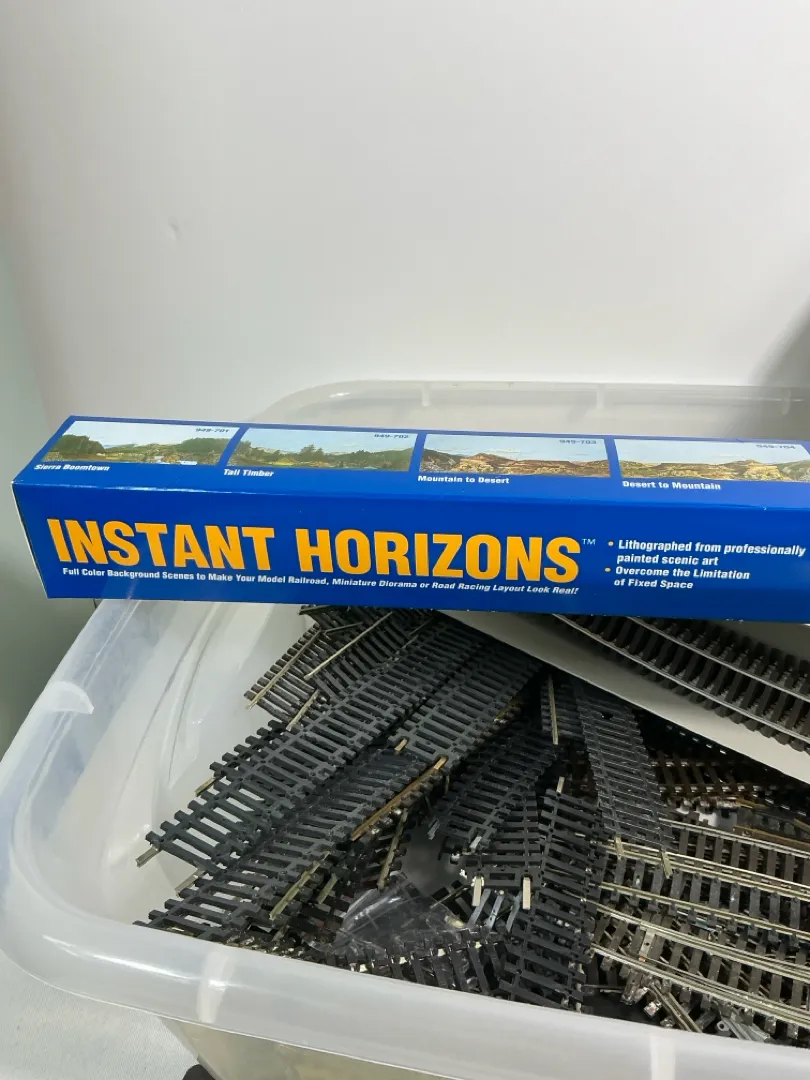 949-701
949-702
949-703
949-704
Sierra Boomtown
Tall Timber
Mountain to Desert
Desert to Mountain
INSTANT HORIZONS™
Full Color Background Scenes to Make Your Model Railroad, Miniature Diorama or Road Racing Layout Look Real!
• Lithographed from professionally
painted scenic art
• Overcome the Limitation
of Fixed Space